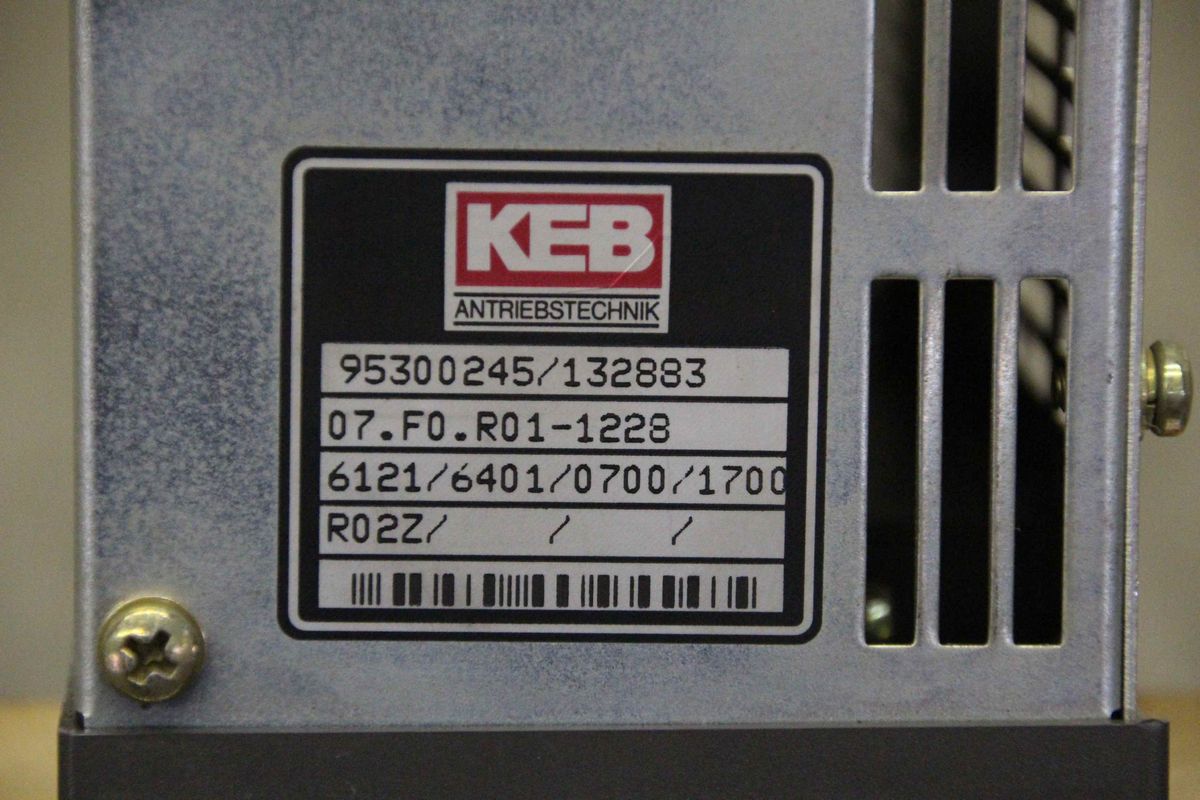 KEB
ANTRIEBSTECHNIK
95300245/132883
07.F0.R01-1228
6121/6401/0700/1700
R02Z/ / /